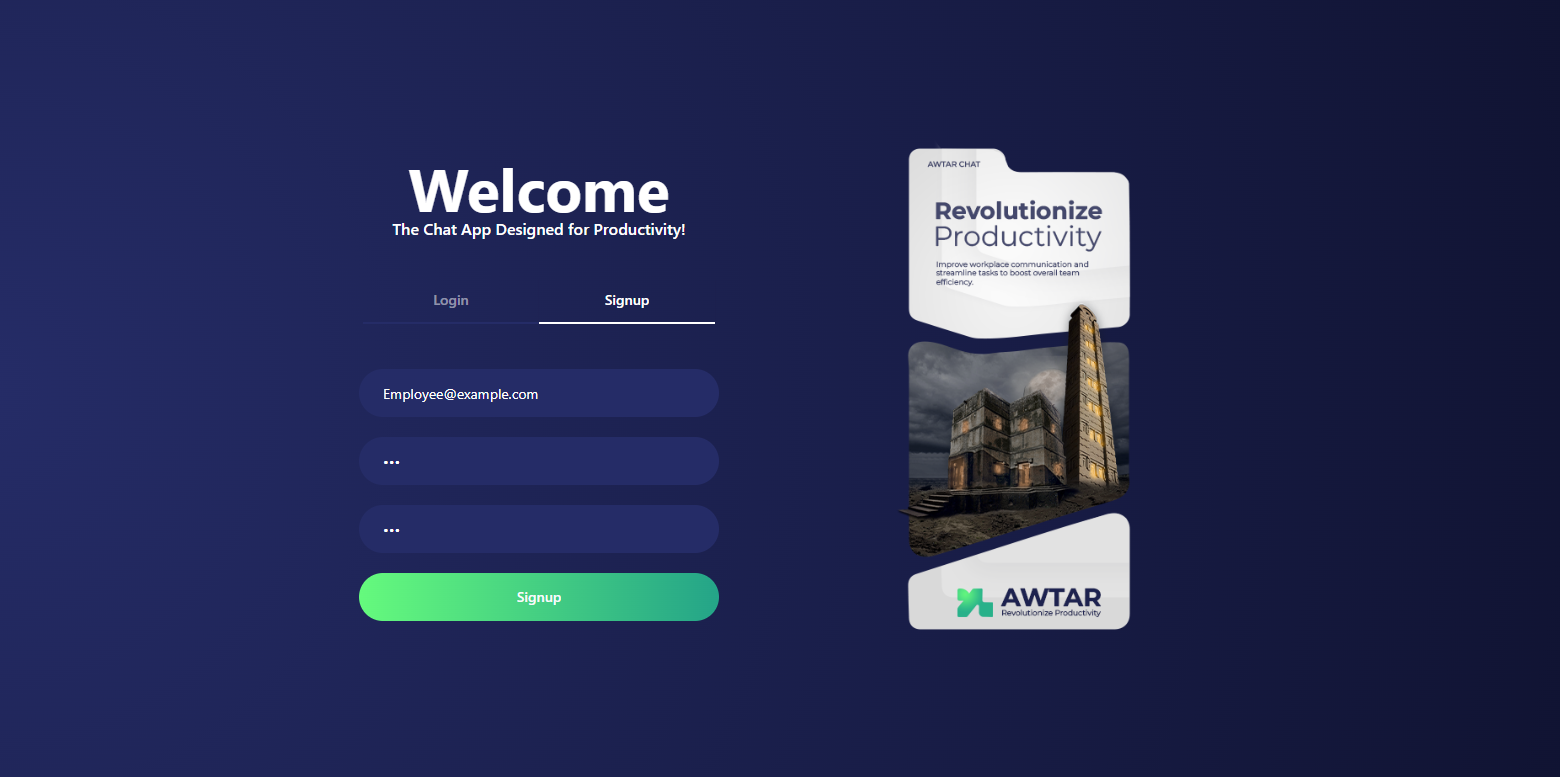 Welcome
The Chat App Designed for Productivity!
Login
Signup
Employee@example.com
•••
•••
Signup
AWTAR CHAT
Revolutionize
Productivity
Improve workplace communication and
streamline tasks to boost overall team
efficiency.
AWTAR
Revolutionize Productivity